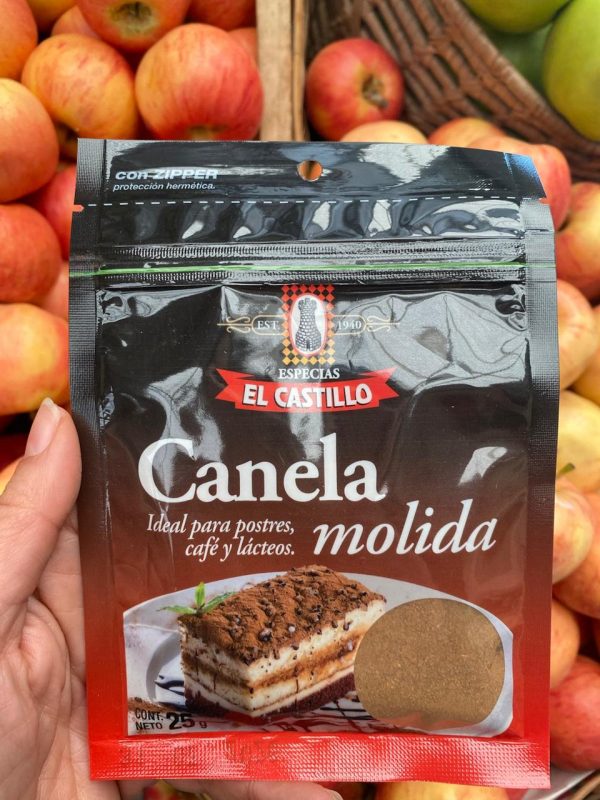 con ZIPPER
protección hermética.
EST. 1940
ESPECIAS
EL CASTILLO
Canela
molida
Ideal para postres,
café y lácteos.
CONT.
NETO 25 g